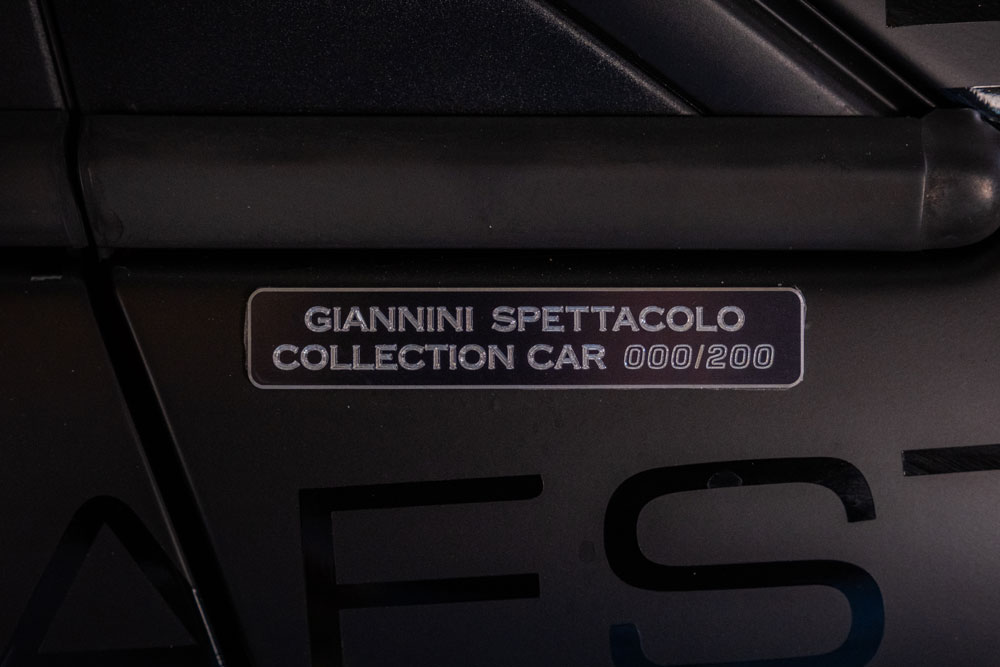 GIANNINI SPETTACOLO
COLLECTION CAR 000/200